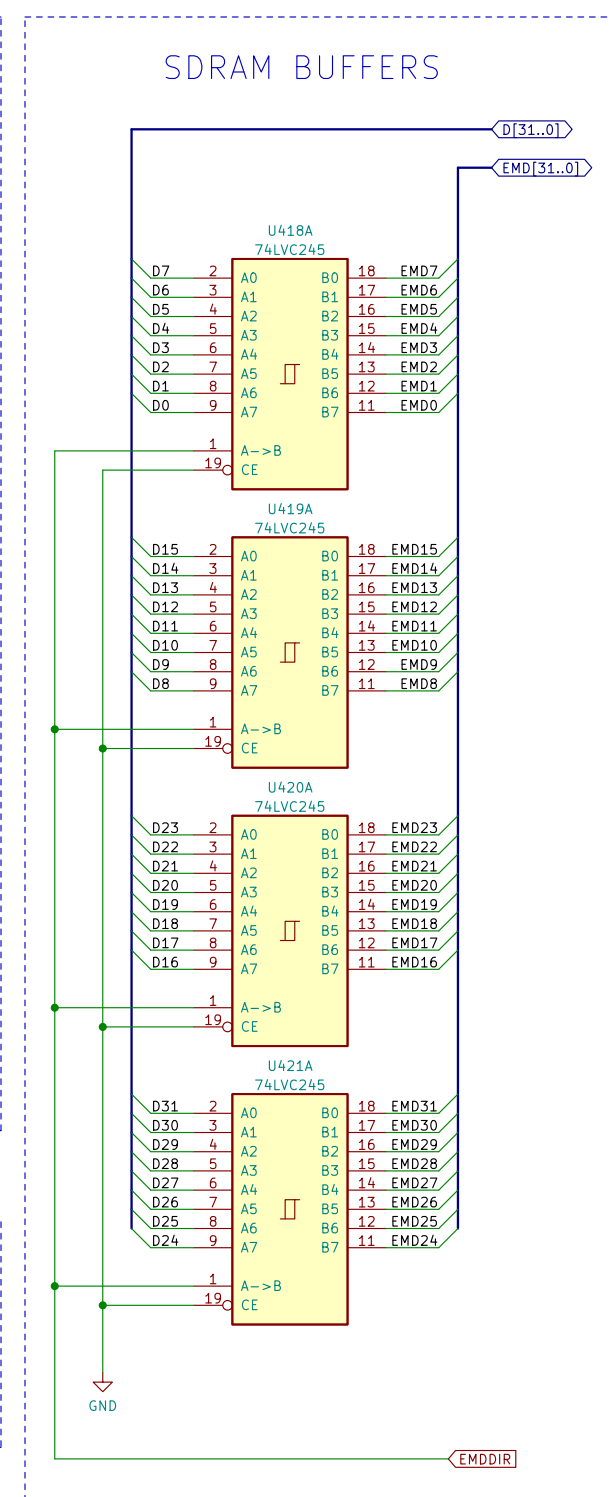 SDRAM BUFFERS
D[31..0]
EMD[31..0]
U418A
74LVC245
D7 2 A0 B0 18 EMD7
D6 3 A1 B1 17 EMD6
D5 4 A2 B2 16 EMD5
D4 5 A3 B3 15 EMD4
D3 6 A4 B4 14 EMD3
D2 7 A5 B5 13 EMD2
D1 8 A6 B6 12 EMD1
D0 9 A7 B7 11 EMD0
1 A->B
19 CE
U419A
74LVC245
D15 2 A0 B0 18 EMD15
D14 3 A1 B1 17 EMD14
D13 4 A2 B2 16 EMD13
D12 5 A3 B3 15 EMD12
D11 6 A4 B4 14 EMD11
D10 7 A5 B5 13 EMD10
D9 8 A6 B6 12 EMD9
D8 9 A7 B7 11 EMD8
1 A->B
19 CE
U420A
74LVC245
D23 2 A0 B0 18 EMD23
D22 3 A1 B1 17 EMD22
D21 4 A2 B2 16 EMD21
D20 5 A3 B3 15 EMD20
D19 6 A4 B4 14 EMD19
D18 7 A5 B5 13 EMD18
D17 8 A6 B6 12 EMD17
D16 9 A7 B7 11 EMD16
1 A->B
19 CE
U421A
74LVC245
D31 2 A0 B0 18 EMD31
D30 3 A1 B1 17 EMD30
D29 4 A2 B2 16 EMD29
D28 5 A3 B3 15 EMD28
D27 6 A4 B4 14 EMD27
D26 7 A5 B5 13 EMD26
D25 8 A6 B6 12 EMD25
D24 9 A7 B7 11 EMD24
1 A->B
19 CE
GND
EMDDIR